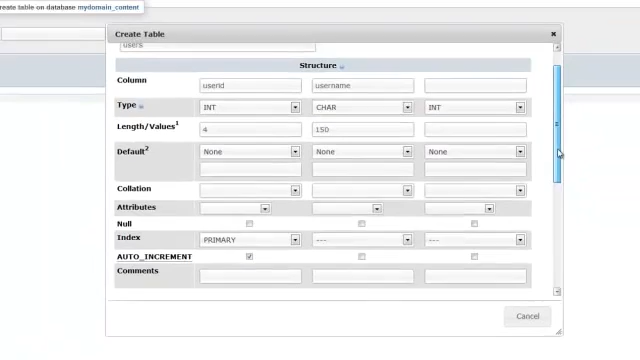 reate table on database mydomain_content
Create Table
users
Structure
Column userid username
Type INT CHAR INT
Length/Values1 4 150
Default2 None None None
Collation
Attributes
Null
Index PRIMARY --- ---
AUTO_INCREMENT
Comments
Cancel